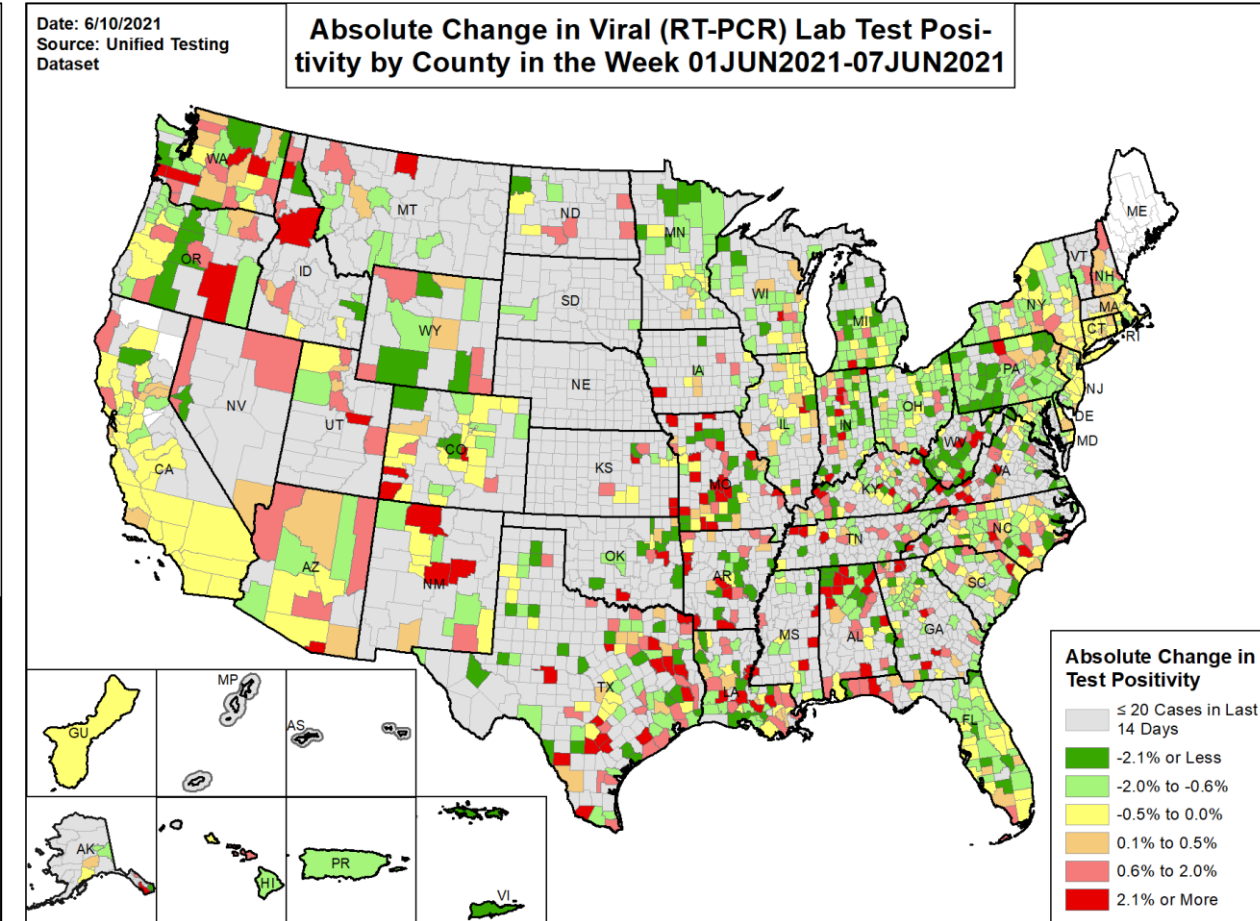 Date: 6/10/2021
Source: Unified Testing
Dataset
Absolute Change in Viral (RT-PCR) Lab Test Posi-
tivity by County in the Week 01JUN2021-07JUN2021
WA
MT
ND
MN
ME
OR
ID
SD
WI
MI
VT
NH
NY
MA
CT
RI
WY
IA
NE
PA
NJ
NV
UT
CO
IL
IN
OH
DE
MD
CA
KS
MO
WV
VA
KY
NC
TN
AZ
NM
OK
AR
SC
MS
AL
GA
TX
LA
FL
GU
MP
AS
AK
HI
PR
VI
Absolute Change in
Test Positivity
≤ 20 Cases in Last
14 Days
-2.1% or Less
-2.0% to -0.6%
-0.5% to 0.0%
0.1% to 0.5%
0.6% to 2.0%
2.1% or More